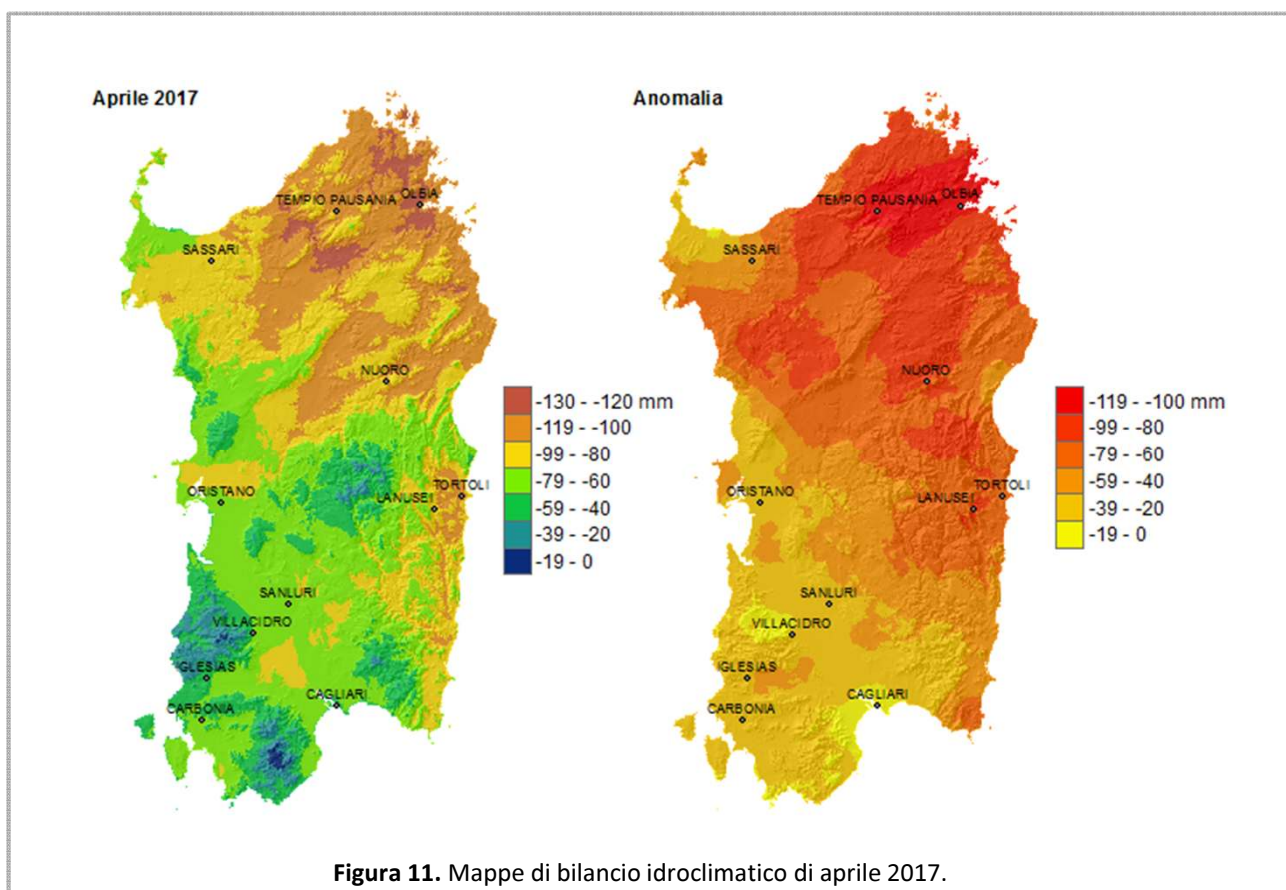 Aprile 2017
TEMPIO PAUSANIA
OLBIA
SASSARI
NUORO
ORISTANO
TORTOLI
LANUSEI
SANLURI
VILLACIDRO
IGLESIAS
CAGLIARI
CARBONIA
-130 - -120 mm
-119 - -100
-99 - -80
-79 - -60
-59 - -40
-39 - -20
-19 - 0
Anomalia
TEMPIO PAUSANIA
OLBIA
SASSARI
NUORO
ORISTANO
TORTOLI
LANUSEI
SANLURI
VILLACIDRO
IGLESIAS
CAGLIARI
CARBONIA
-119 - -100 mm
-99 - -80
-79 - -60
-59 - -40
-39 - -20
-19 - 0
Figura 11. Mappe di bilancio idroclimatico di aprile 2017.